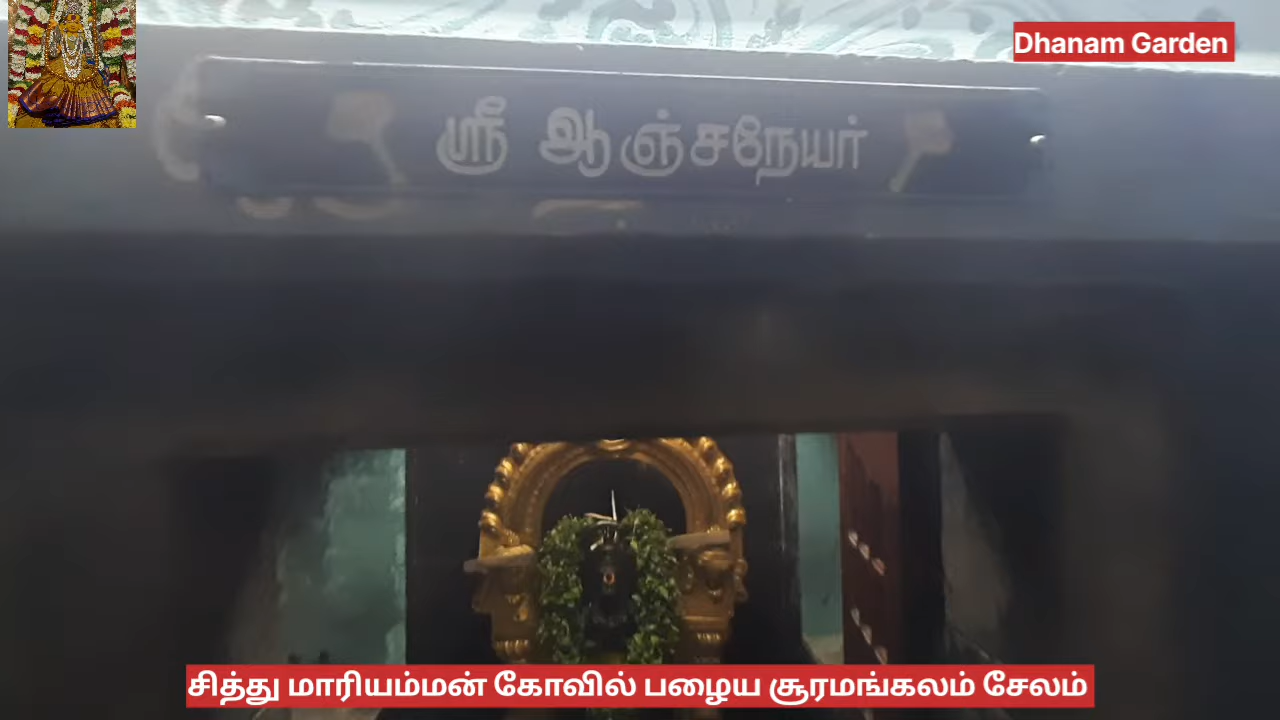 Dhanam Garden
ஸ்ரீ ஆஞ்சநேயர்
சித்து மாரியம்மன் கோவில் பழைய சூரமங்கலம் சேலம்